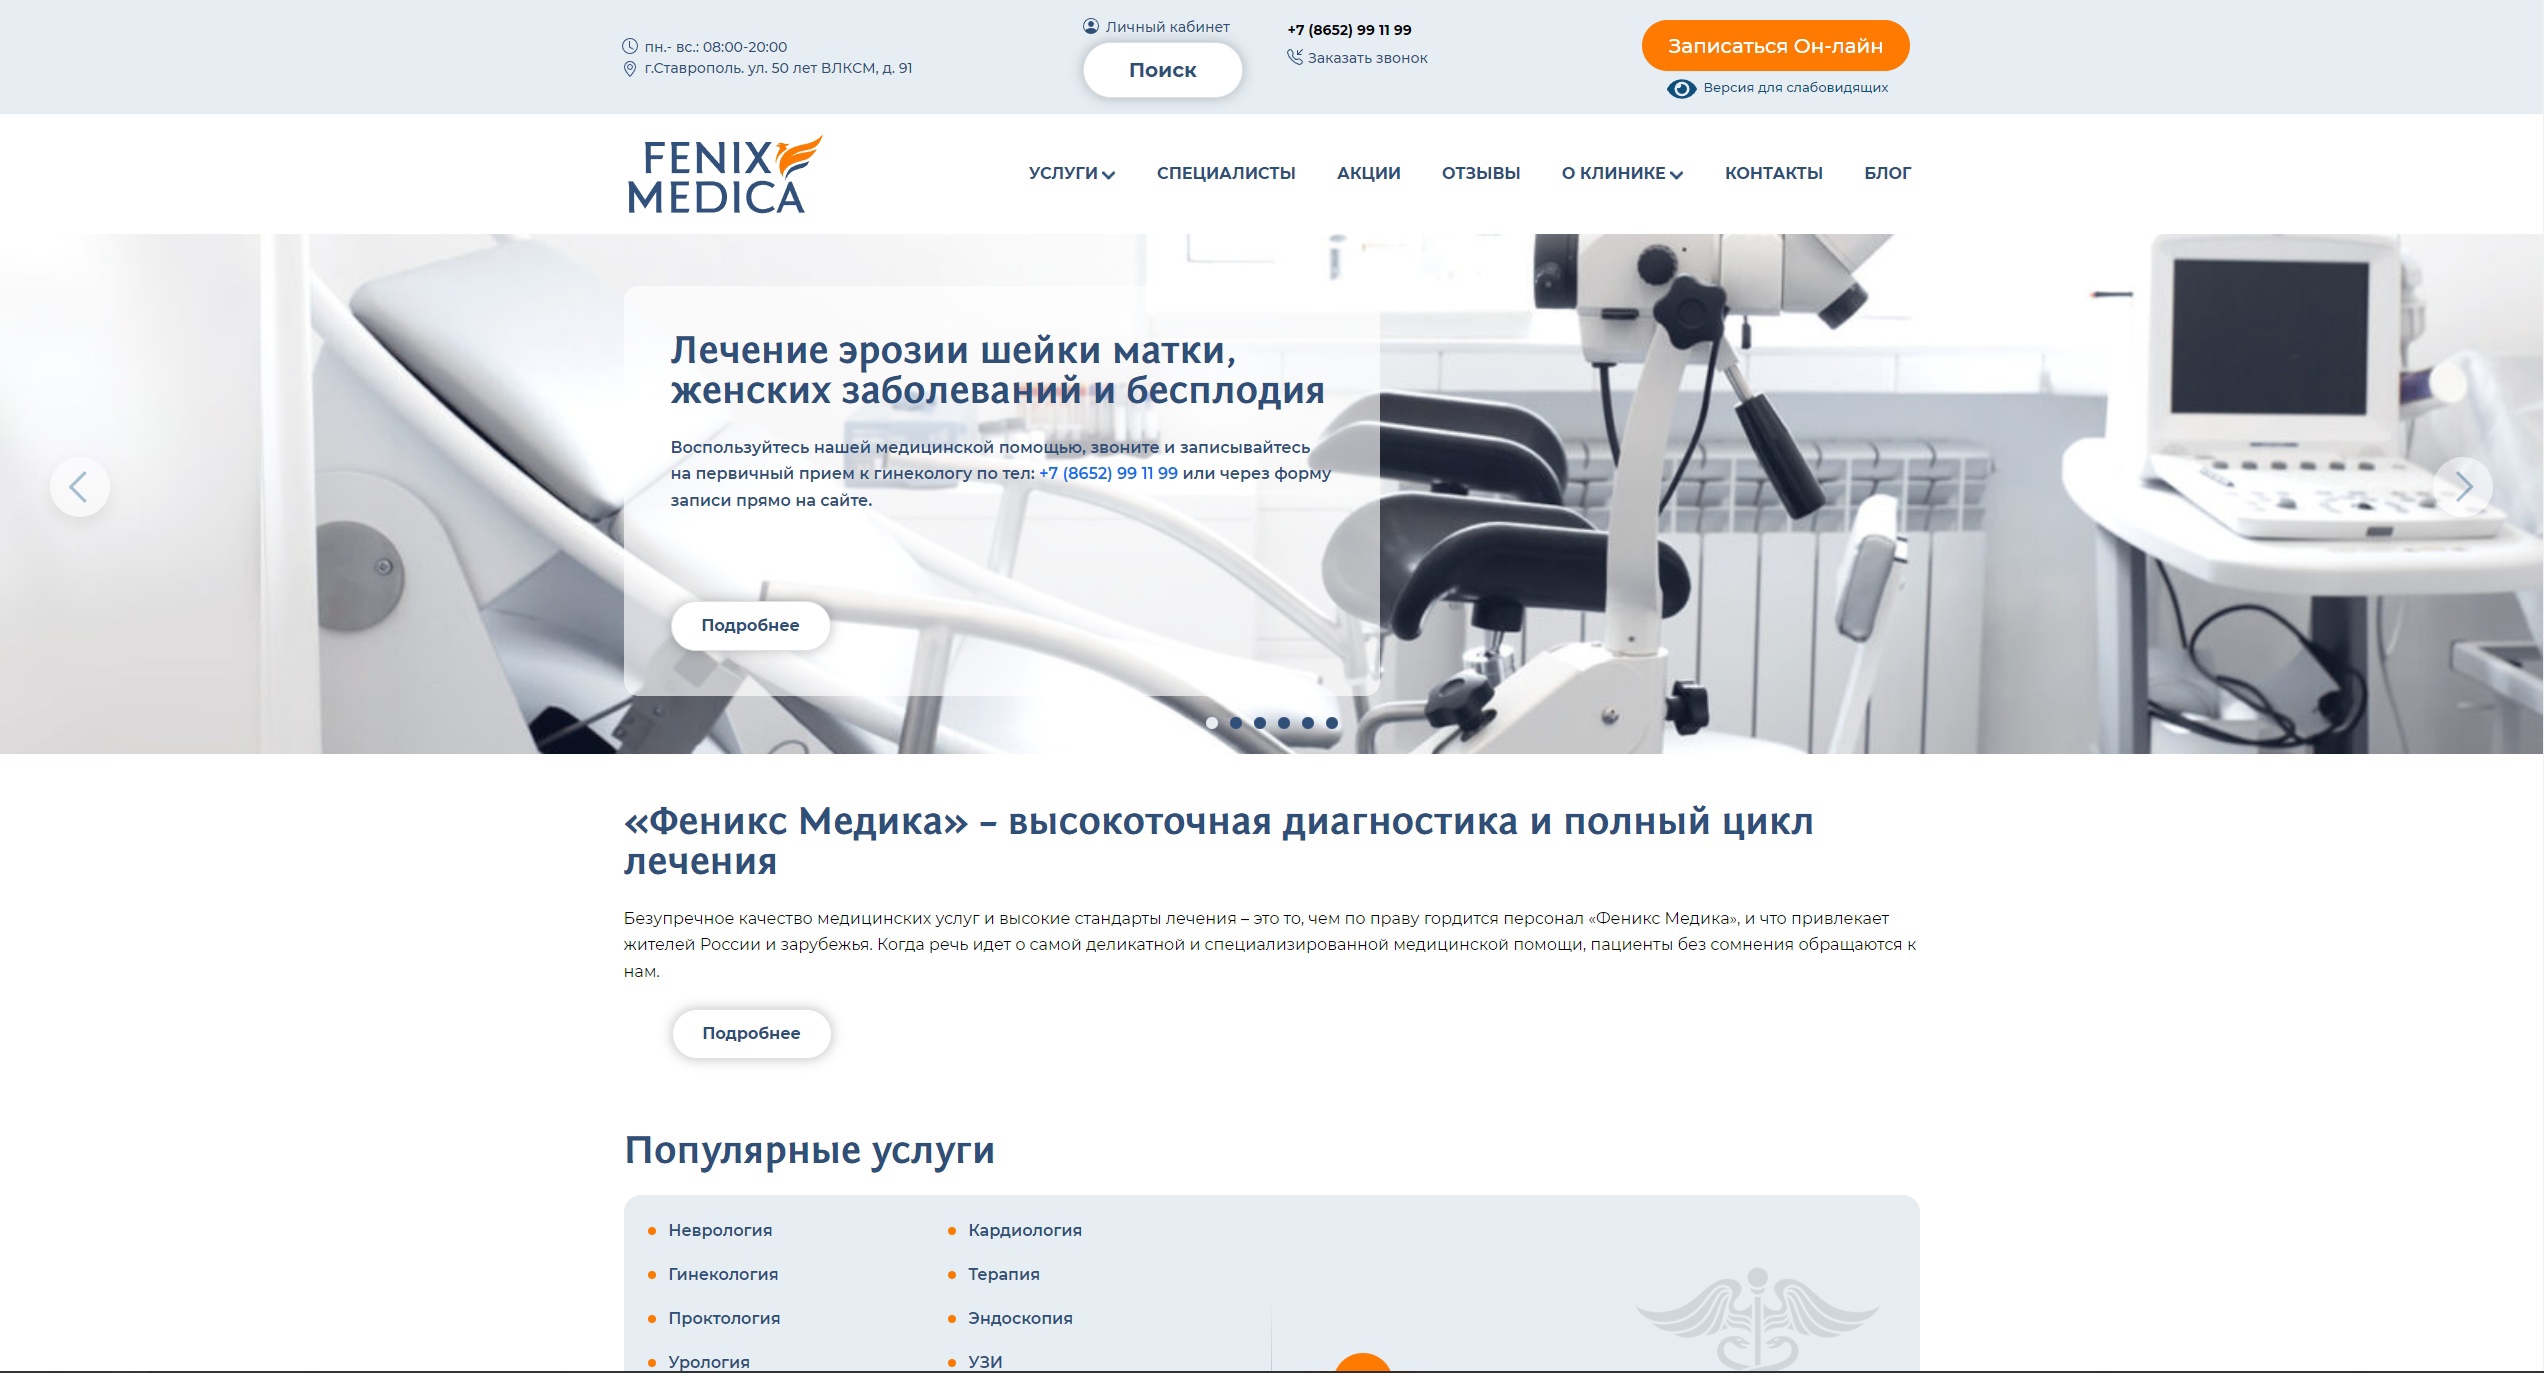 пн.- вс.: 08:00-20:00
г.Ставрополь. ул. 50 лет ВЛКСМ, д. 91
Личный кабинет
Поиск
+7 (8652) 99 11 99
Заказать звонок
Записаться Он-лайн
Версия для слабовидящих
FENIX
MEDICA
УСЛУГИ СПЕЦИАЛИСТЫ АКЦИИ ОТЗЫВЫ О КЛИНИКЕ КОНТАКТЫ БЛОГ
Лечение эрозии шейки матки,
женских заболеваний и бесплодия
Воспользуйтесь нашей медицинской помощью, звоните и записывайтесь
на первичный прием к гинекологу по тел: +7 (8652) 99 11 99 или через форму
записи прямо на сайте.
Подробнее
«Феникс Медика» – высокоточная диагностика и полный цикл
лечения
Безупречное качество медицинских услуг и высокие стандарты лечения – это то, чем по праву гордится персонал «Феникс Медика», и что привлекает
жителей России и зарубежья. Когда речь идет о самой деликатной и специализированной медицинской помощи, пациенты без сомнения обращаются к
нам.
Подробнее
Популярные услуги
Неврология
Гинекология
Проктология
Урология
Кардиология
Терапия
Эндоскопия
УЗИ